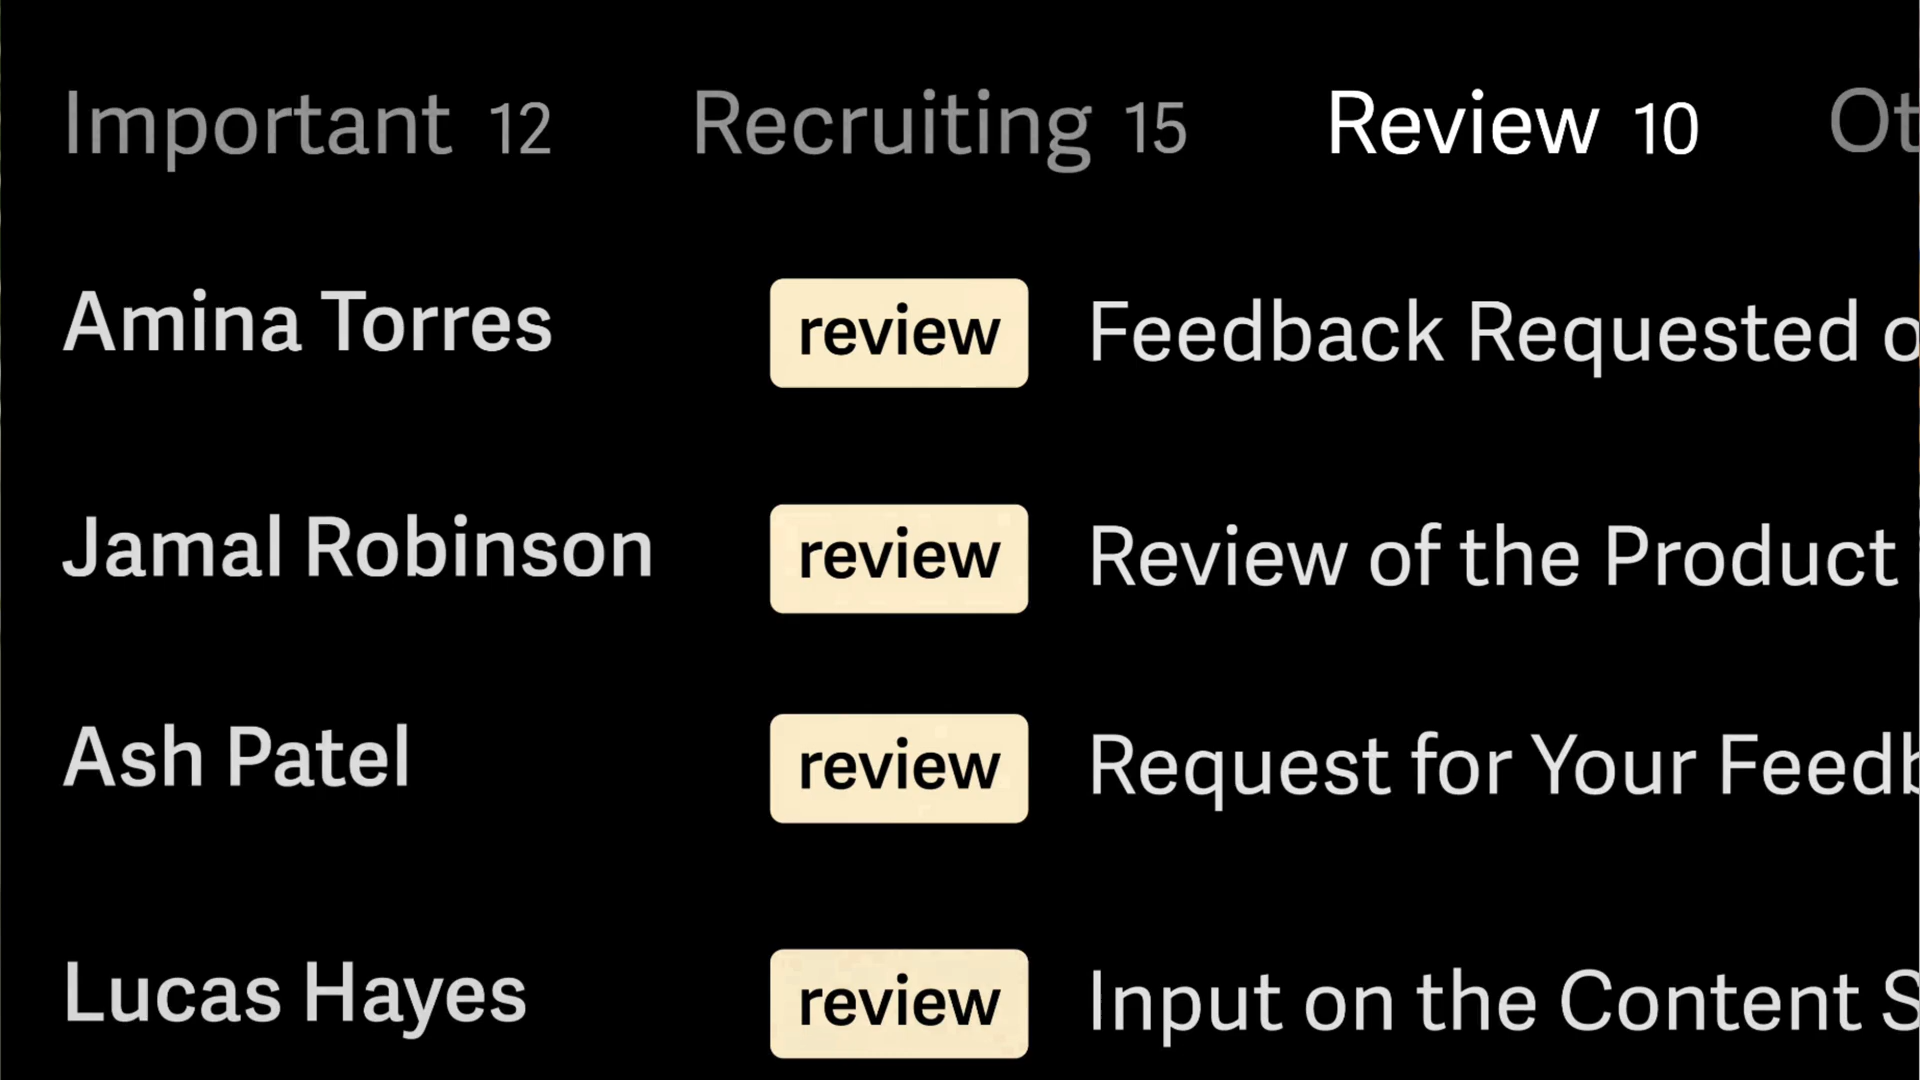 Important 12 Recruiting 15 Review 10
Amina Torres review Feedback Requested
Jamal Robinson review Review of the Product
Ash Patel review Request for Your
Lucas Hayes review Input on the Content